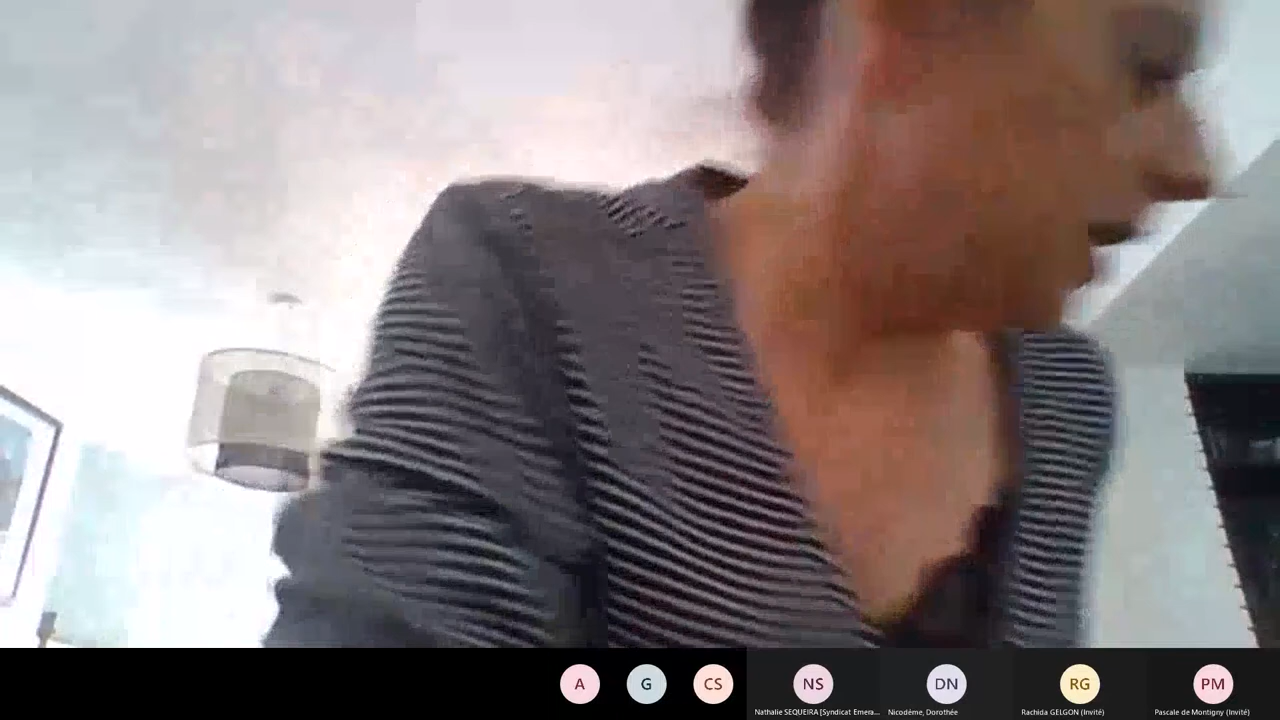 A
G
CS
NS
DN
RG
PM
Nathalie SEQUEIRA [Syndicat Emera...
Nicodème, Dorothée
Rachida GELGON (Invité)
Pascale de Montigny (Invité)